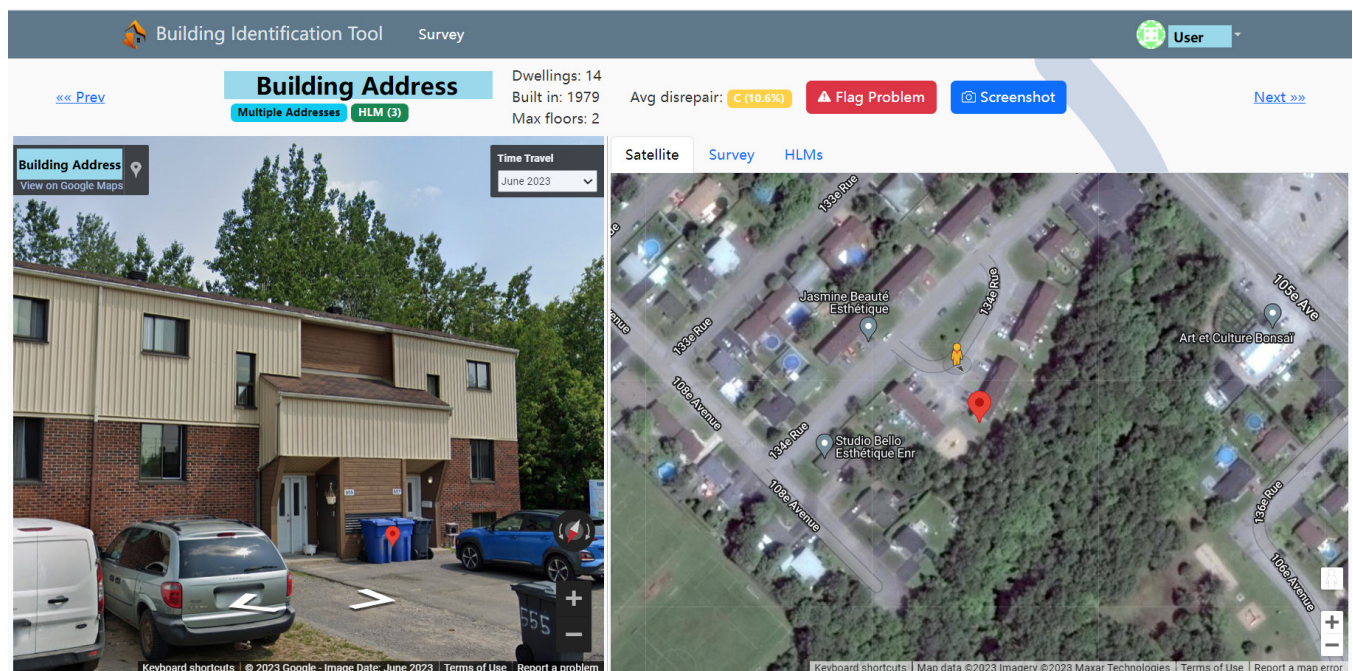 Building Identification Tool
Survey
User
«« Prev
Building Address
Multiple Addresses
HLM (3)
Dwellings: 14
Built in: 1979
Max floors: 2
Avg disrepair: C (10.6%)
Flag Problem
Screenshot
Next »»
Building Address
View on Google Maps
Time Travel
June 2023
555
Keyboard shortcuts
© 2023 Google - Image Date: June 2023
Terms of Use
Report a problem
Satellite
Survey
HLMs
133e Rue
134e Rue
105e Ave
Jasmine Beauté
Esthétique
Art et Culture Bonsaï
133e Rue
108e Avenue
134e Rue
Studio Bello
Esthétique Enr
108e Avenue
136e Rue
106e Avenue
Keyboard shortcuts
Map data ©2023 Imagery ©2023 Maxar Technologies
Terms of Use
Report a map error